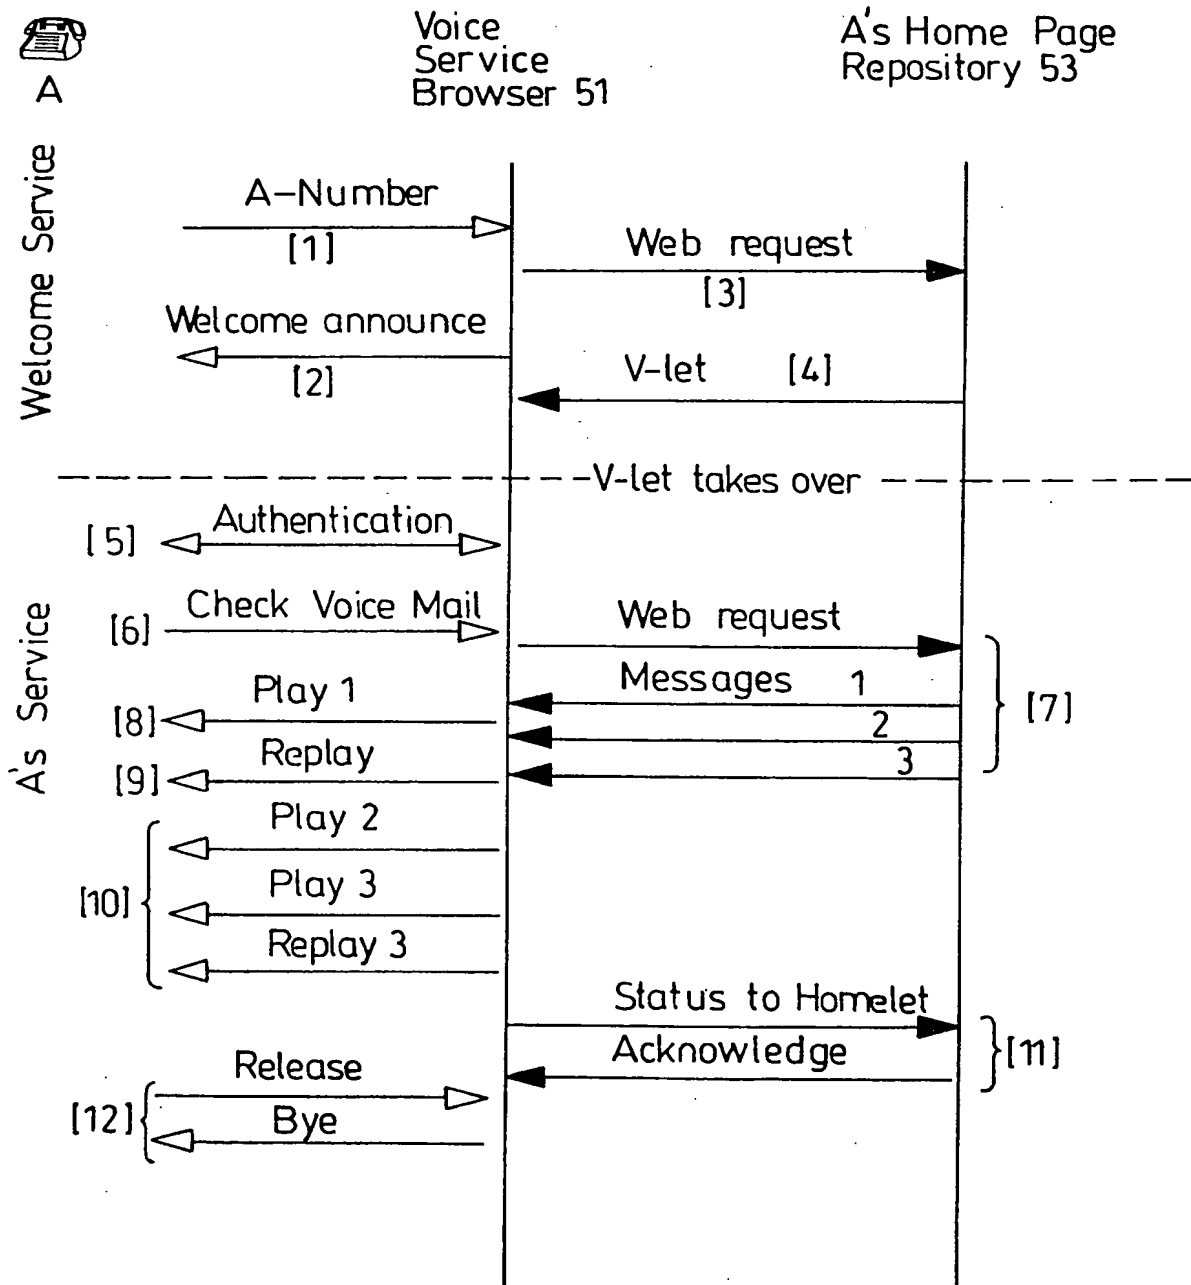 A
Voice
Service
Browser 51
A's Home Page
Repository 53
Welcome Service
A-Number
[1]
Web request
[3]
Welcome announce
[2]
V-let [4]
V-let takes over
A's Service
[5]
Authentication
[6]
Check Voice Mail
Web request
Messages 1
2
3
[7]
[8]
Play 1
[9]
Replay
[10]
Play 2
Play 3
Replay 3
Status to Homelet
Acknowledge
[11]
[12]
Release
Bye